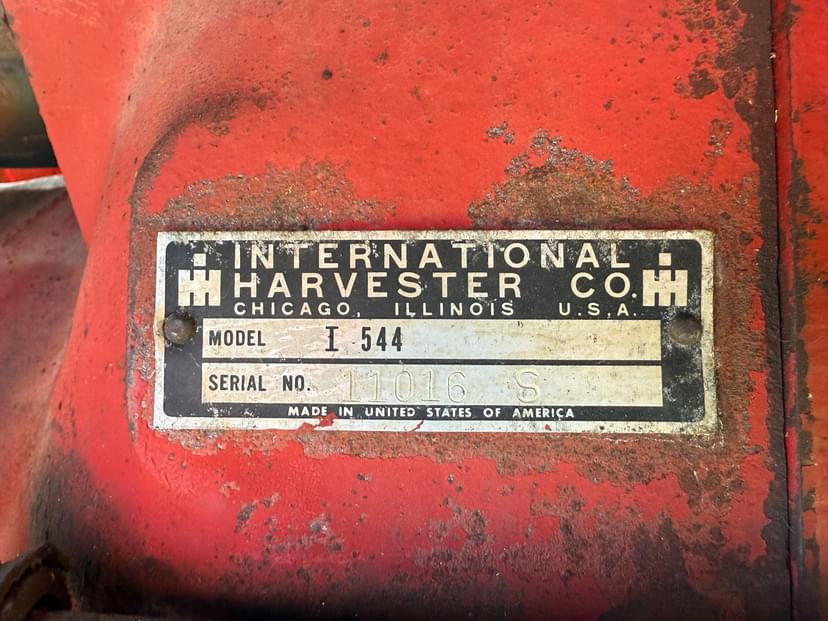 INTERNATIONAL
HARVESTER CO.
CHICAGO, ILLINOIS U.S.A.
MODEL I 544
SERIAL NO. 11016 S
MADE IN UNITED STATES OF AMERICA